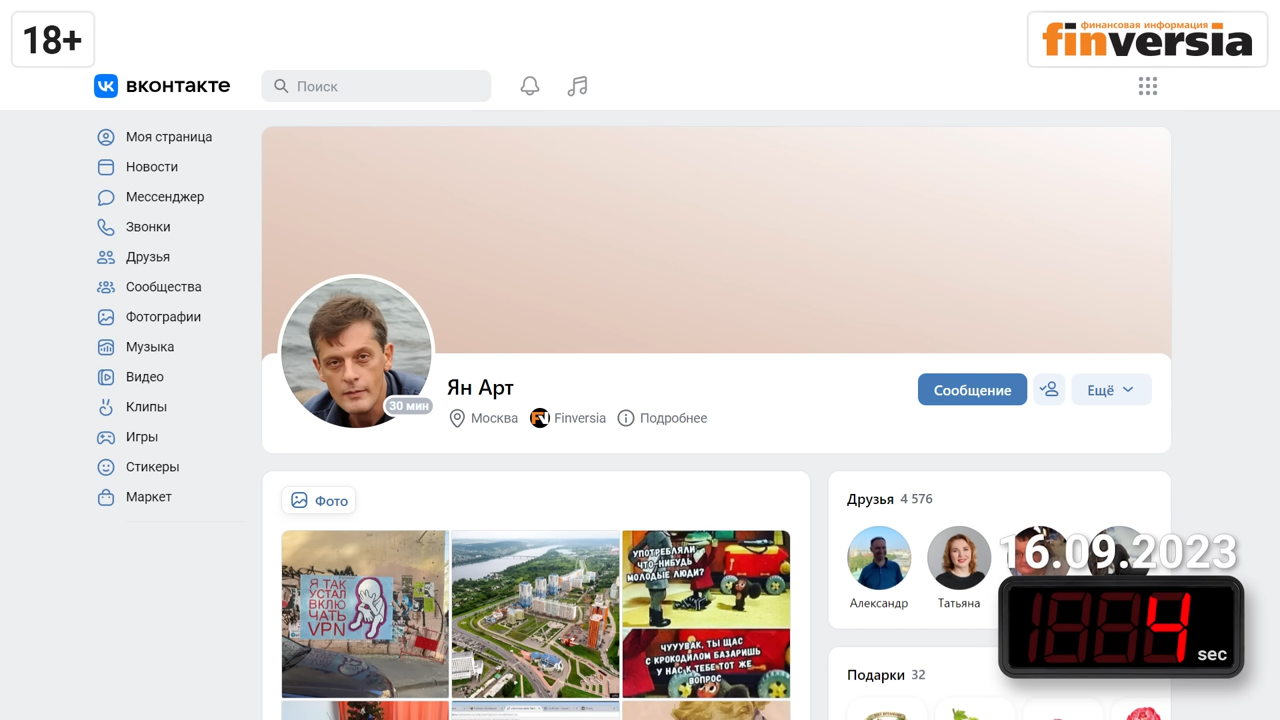 18+
финансовая информация
finversia
вконтакте
Поиск
Моя страница
Новости
Мессенджер
Звонки
Друзья
Сообщества
Фотографии
Музыка
Видео
Клипы
Игры
Стикеры
Маркет
30 мин
Ян Арт
Москва
Finversia
Подробнее
Сообщение
Ещё
Фото
Я ТАК
УСТАЛ
ВКЛЮ
ЧАТЬ
VPN
УПОТРЕБЛЯЛИ
ЧТО-НИБУДЬ
МОЛОДЫЕ ЛЮДИ?
ЧУУУВАК, ТЫ ЩАС
С КРОКОДИЛОМ БАЗАРИШЬ
У НАС К ТЕБЕ ТОТ ЖЕ
ВОПРОС
Друзья 4 576
Александр
Татьяна
16.09.2023
4
sec
Подарки 32